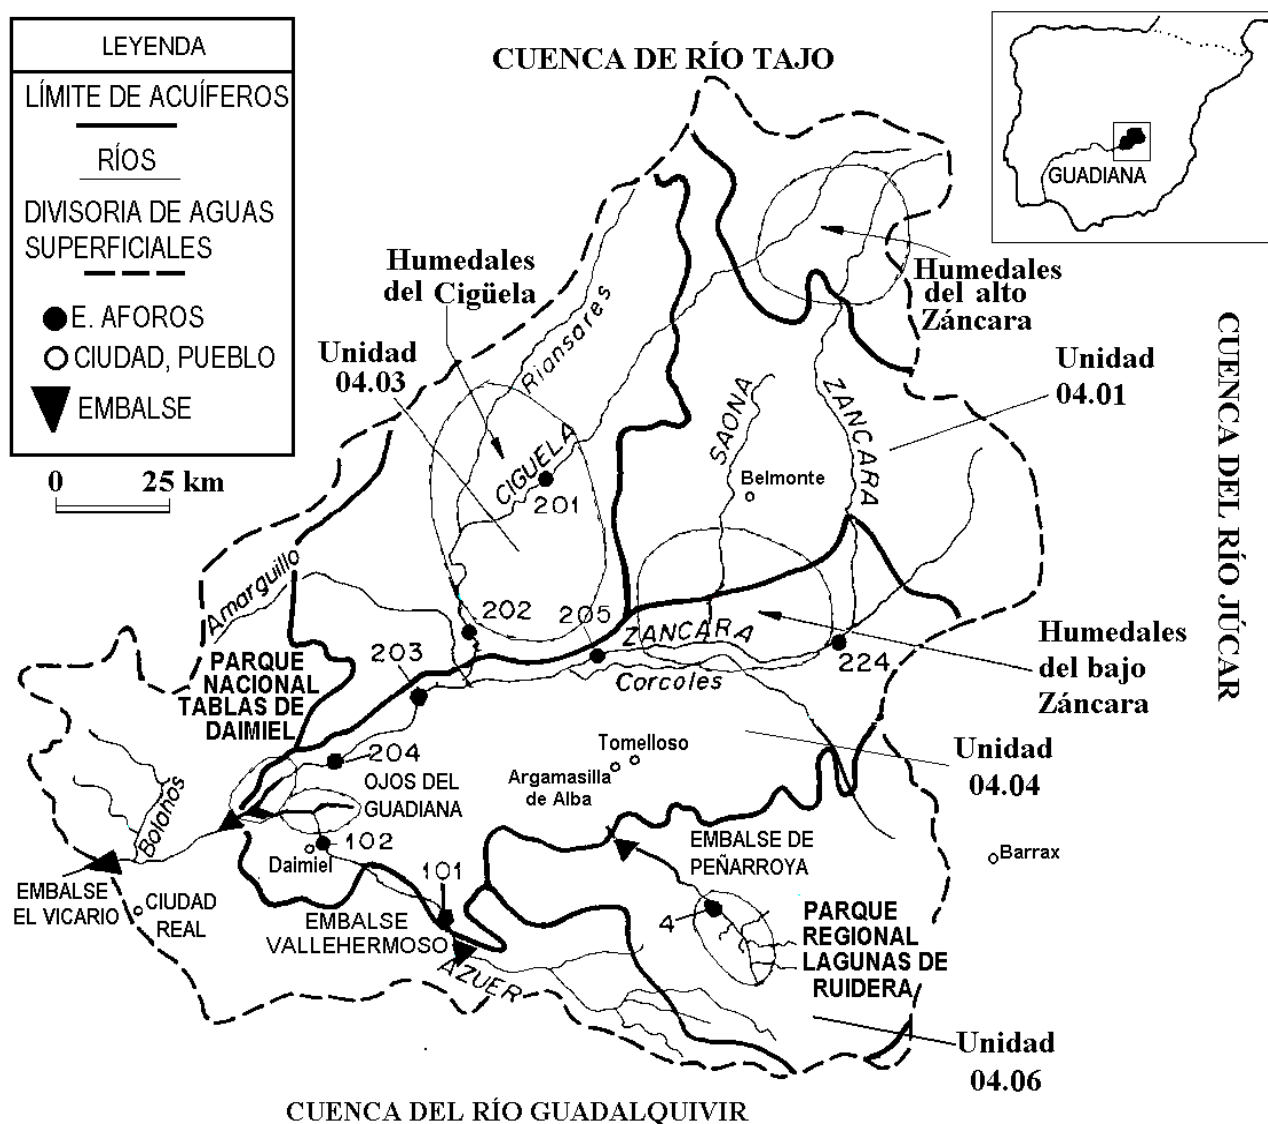 LEYENDA
LÍMITE DE ACUÍFEROS
RÍOS
DIVISORIA DE AGUAS
SUPERFICIALES
E. AFOROS
CIUDAD, PUEBLO
EMBALSE
0 25 km
CUENCA DE RÍO TAJO
GUADIANA
Humedales
del Cigüela
Humedales
del alto
Záncara
Riansares
Unidad
04.03
Unidad
04.01
CIGUELA
SAONA
ZANCARA
Belmonte
201
CUENCA DEL RÍO JÚCAR
Amarguillo
202
205
ZANCARA
203
224
Corcoles
Humedales
del bajo
Záncara
PARQUE
NACIONAL
TABLAS DE
DAIMIEL
204
Tomelloso
Argamasilla
de Alba
Unidad
04.04
OJOS DEL
GUADIANA
Bolaños
102
Daimiel
101
EMBALSE DE
PEÑARROYA
Barrax
EMBALSE
EL VICARIO
CIUDAD
REAL
EMBALSE
VALLEHERMOSO
4
PARQUE
REGIONAL
LAGUNAS DE
RUIDERA
AZUER
Unidad
04.06
CUENCA DEL RÍO GUADALQUIVIR